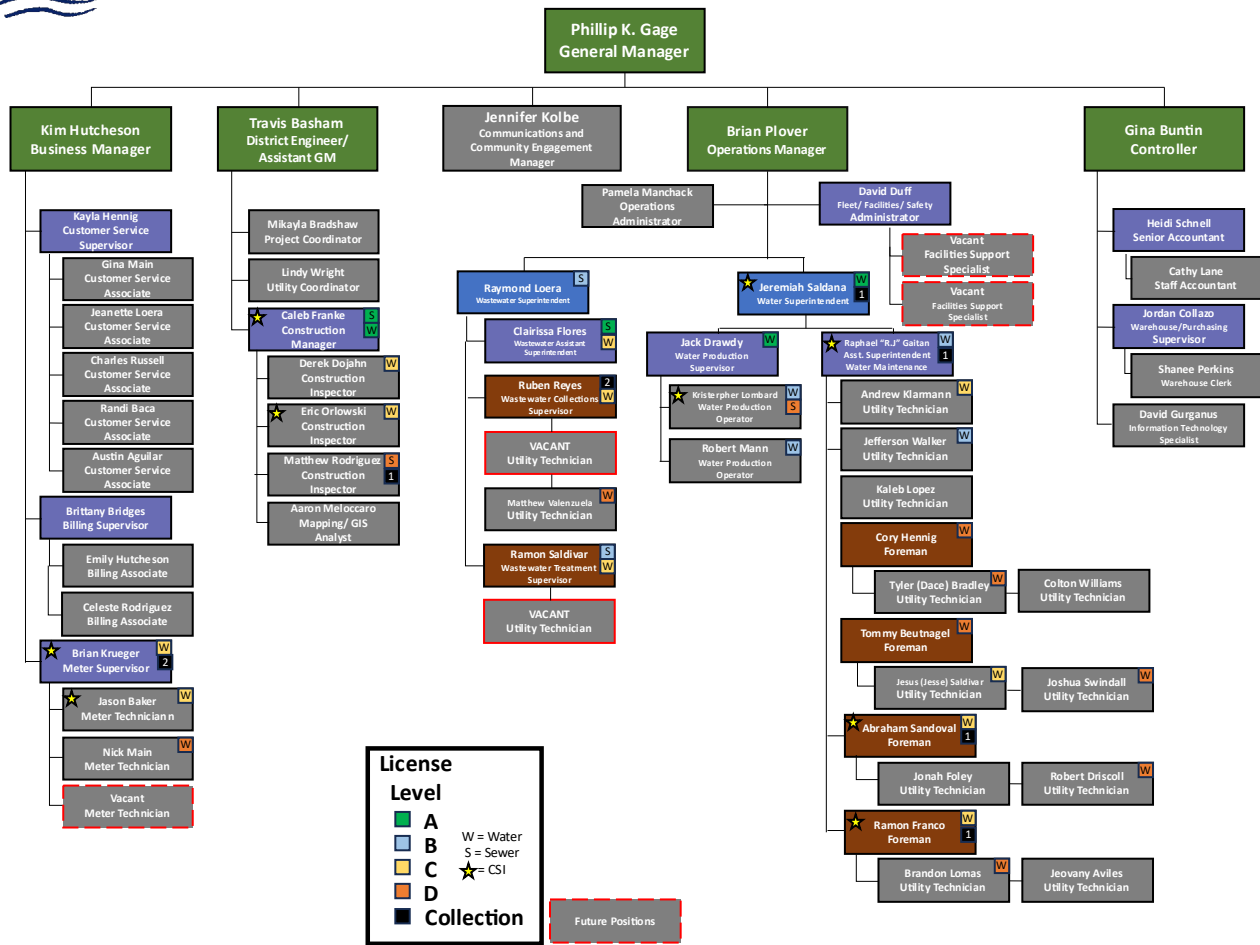 Phillip K. Gage
General Manager
Kim Hutcheson
Business Manager
Travis Basham
District Engineer/
Assistant GM
Jennifer Kolbe
Communications and
Community Engagement
Manager
Brian Plover
Operations Manager
Gina Buntin
Controller
Kayla Hennig
Customer Service
Supervisor
Gina Main
Customer Service
Associate
Jeanette Loera
Customer Service
Associate
Charles Russell
Customer Service
Associate
Randi Baca
Customer Service
Associate
Austin Aguilar
Customer Service
Associate
Brittany Bridges
Billing Supervisor
Emily Hutcheson
Billing Associate
Celeste Rodriguez
Billing Associate
Brian Krueger
Meter Supervisor
W
2
Jason Baker
Meter Techniciann
W
Nick Main
Meter Technician
W
Vacant
Meter Technician
Mikayla Bradshaw
Project Coordinator
Lindy Wright
Utility Coordinator
Caleb Franke
Construction
Manager
S
W
Derek Dojahn
Construction
Inspector
W
Eric Orlowski
Construction
Inspector
W
Matthew Rodriguez
Construction
Inspector
S
1
Aaron Meloccaro
Mapping/ GIS
Analyst
Pamela Manchack
Operations
Administrator
David Duff
Fleet/ Facilities/ Safety
Administrator
Vacant
Facilities Support
Specialist
Vacant
Facilities Support
Specialist
Raymond Loera
Wastewater Superintendent
S
Clairissa Flores
Wastewater Assistant
Superintendent
S
W
Ruben Reyes
Wastewater Collections
Supervisor
2
W
VACANT
Utility Technician
Matthew Valenzuela
Utility Technician
W
Ramon Saldivar
Wastewater Treatment
Supervisor
S
W
VACANT
Utility Technician
Jeremiah Saldana
Water Superintendent
W
1
Jack Drawdy
Water Production
Supervisor
W
Kristerpher Lombard
Water Production
Operator
W
S
Robert Mann
Water Production
Operator
W
Raphael "R.J" Gaitan
Asst. Superintendent
Water Maintenance
W
1
Andrew Klarmann
Utility Technician
W
Jefferson Walker
Utility Technician
W
Kaleb Lopez
Utility Technician
Cory Hennig
Foreman
W
Tyler (Dace) Bradley
Utility Technician
W
Colton Williams
Utility Technician
Tommy Beutnagel
Foreman
W
Jesus (Jesse) Saldivar
Utility Technician
W
Joshua Swindall
Utility Technician
W
Abraham Sandoval
Foreman
W
1
Jonah Foley
Utility Technician
Robert Driscoll
Utility Technician
W
Ramon Franco
Foreman
W
1
Brandon Lomas
Utility Technician
W
Jeovany Aviles
Utility Technician
Heidi Schnell
Senior Accountant
Cathy Lane
Staff Accountant
Jordan Collazo
Warehouse/Purchasing
Supervisor
Shanee Perkins
Warehouse Clerk
David Gurganus
Information Technology
Specialist
License
Level
A
B
C
D
Collection
W = Water
S = Sewer
= CSI
Future Positions